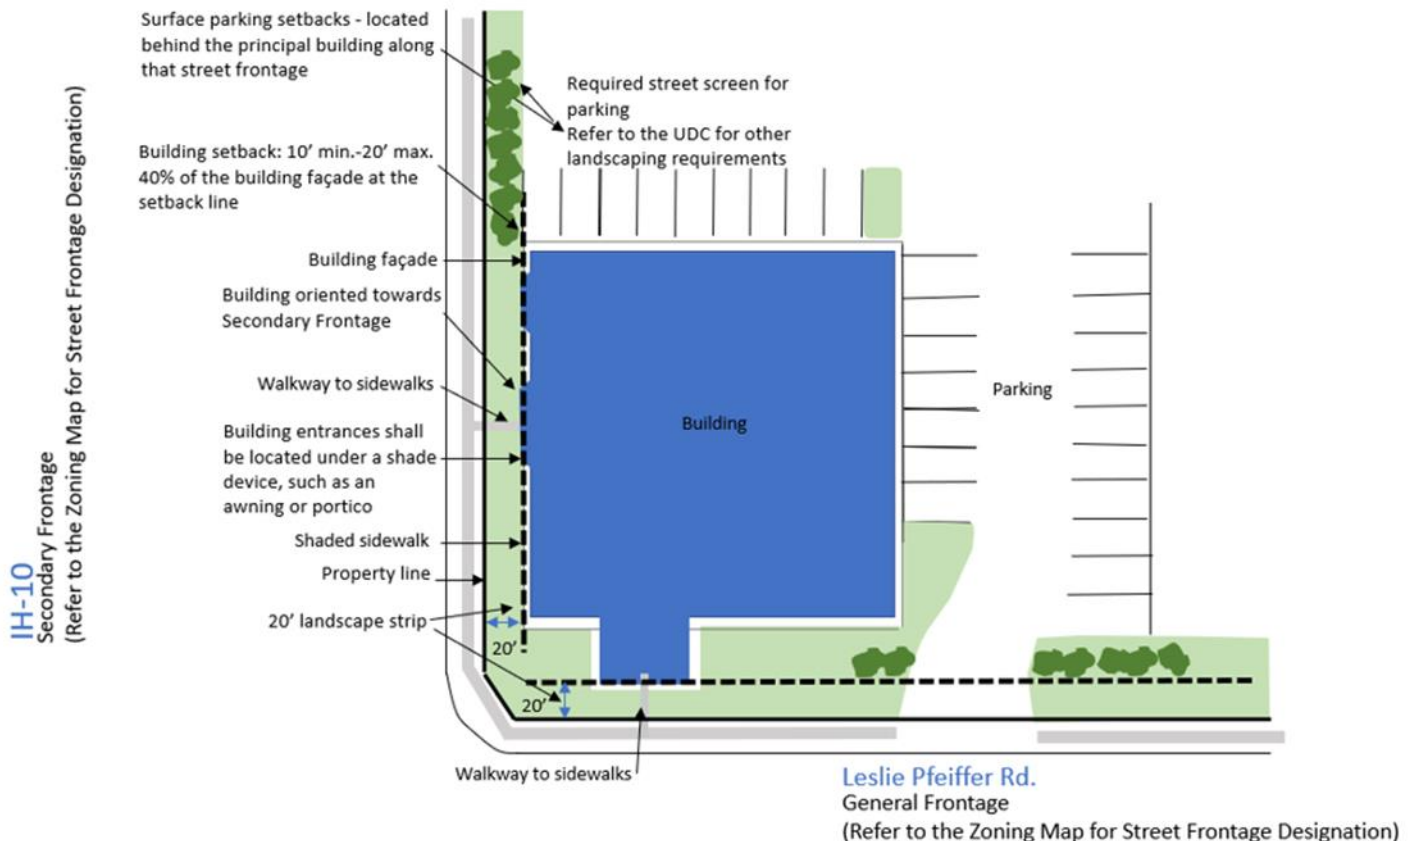 Surface parking setbacks - located
behind the principal building along
that street frontage
Required street screen for
parking
Refer to the UDC for other
landscaping requirements
Building setback: 10’ min.-20’ max.
40% of the building façade at the
setback line
Building façade
Building oriented towards
Secondary Frontage
Walkway to sidewalks
Building entrances shall
be located under a shade
device, such as an
awning or portico
Shaded sidewalk
Property line
20’ landscape strip
20’
20’
Walkway to sidewalks
Building
Parking
IH-10
Secondary Frontage
(Refer to the Zoning Map for Street Frontage Designation)
Leslie Pfeiffer Rd.
General Frontage
(Refer to the Zoning Map for Street Frontage Designation)